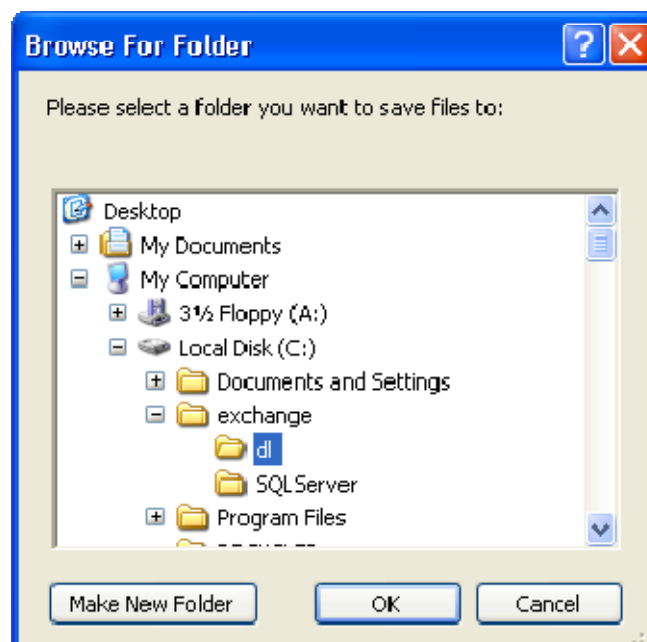 Browse For Folder
Please select a folder you want to save files to:
Desktop
My Documents
My Computer
3½ Floppy (A:)
Local Disk (C:)
Documents and Settings
exchange
dl
SQLServer
Program Files
Make New Folder OK Cancel